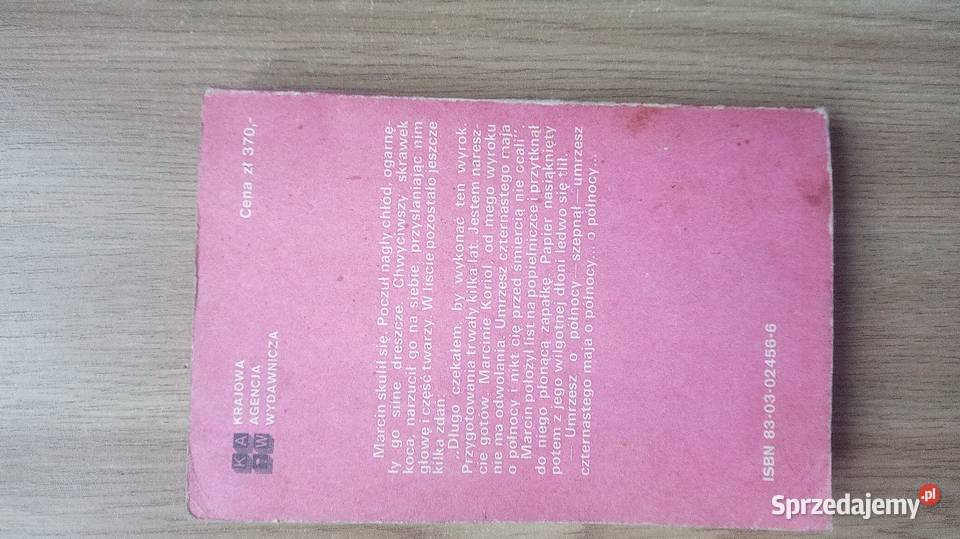 Marcin skulił się. Poczuł nagły chłód, ogarnę-
ły go silne dreszcze. Chwyciwszy skrawek
koca, narzucił go na siebie, przysłaniając nim
głowę i część twarzy. W liście pozostało jeszcze
kilka zdań.
„Długo czekałem, by wykonać ten wyrok.
Przygotowania trwały kilka lat. Jestem naresz-
cie gotów. Marcinie Koriol, od mego wyroku
nie ma odwołania. Umrzesz czternastego maja
o północy i nikt cię przed śmiercią nie ocali”.
Marcin położył list na popielniczce i przytknął
do niego płonącą zapałkę. Papier nasiąknięty
potem z jego wilgotnej dłoni ledwo się tlił.
— Umrzesz o północy — szepnął — umrzesz
czternastego maja o północy... o północy...
KAW
KRAJOWA
AGENCJA
WYDAWNICZA
Cena zł 370,-
ISBN 83-03-02456-6
Sprzedajemy.pl